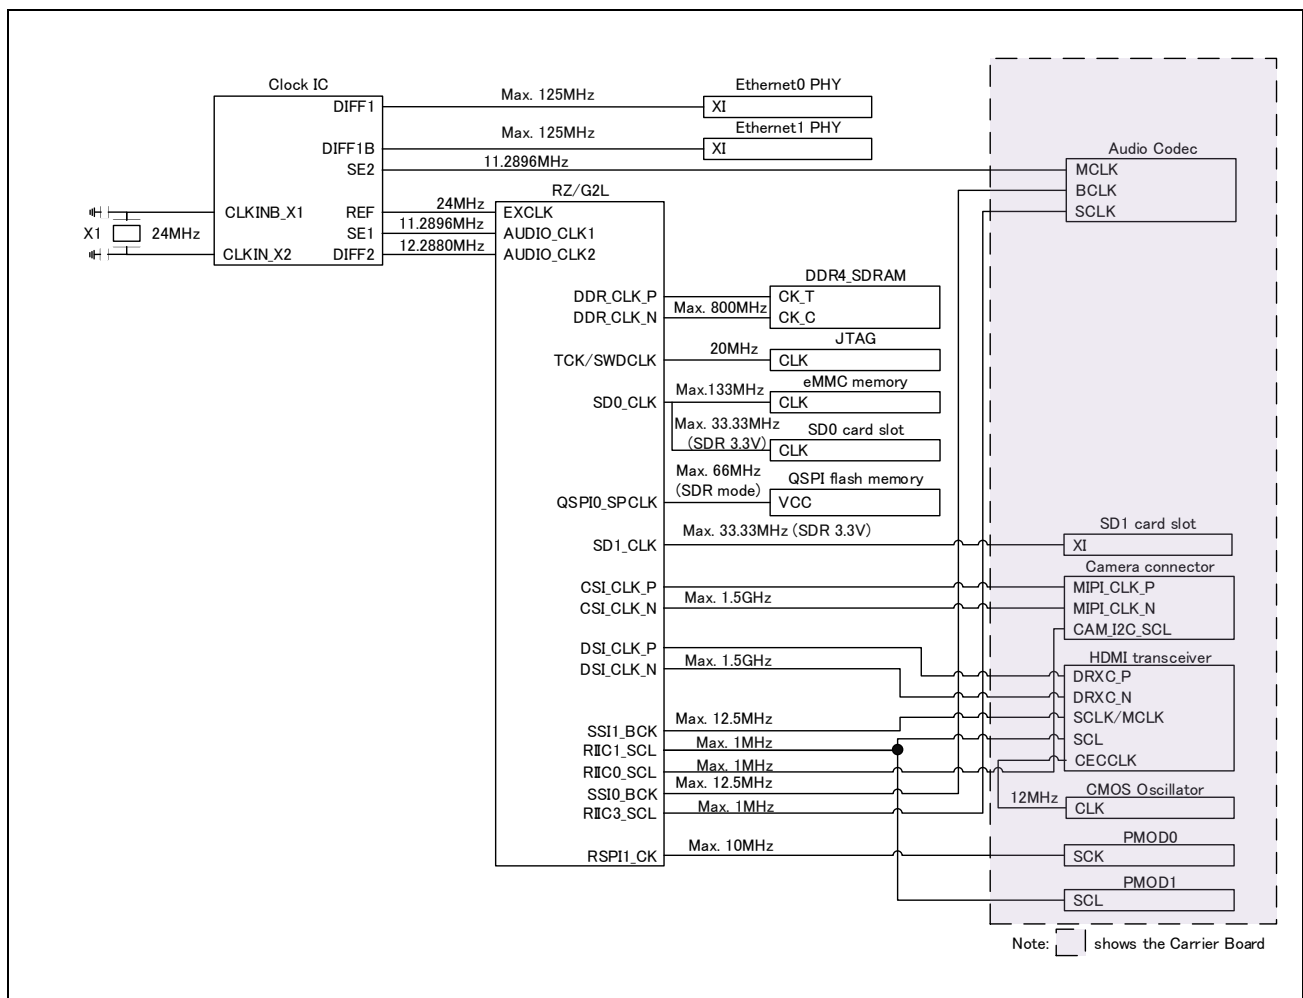 Clock IC
DIFF1
DIFF1B
SE2
CLKINB_X1
REF
SE1
CLKIN_X2
DIFF2
X1
24MHz
Max. 125MHz
Ethernet0 PHY
XI
Max. 125MHz
Ethernet1 PHY
XI
11.2896MHz
Audio Codec
MCLK
BCLK
SCLK
RZ/G2L
24MHz
EXCLK
11.2896MHz
AUDIO_CLK1
12.2880MHz
AUDIO_CLK2
DDR4_SDRAM
DDR_CLK_P
CK_T
Max. 800MHz
DDR_CLK_N
CK_C
JTAG
TCK/SWDCLK
20MHz
CLK
eMMC memory
SD0_CLK
Max.133MHz
CLK
Max. 33.33MHz
(SDR 3.3V)
SD0 card slot
CLK
Max. 66MHz
(SDR mode)
QSPI flash memory
QSPI0_SPCLK
VCC
SD1_CLK
Max. 33.33MHz (SDR 3.3V)
SD1 card slot
XI
Camera connector
CSI_CLK_P
MIPI_CLK_P
CSI_CLK_N
Max. 1.5GHz
MIPI_CLK_N
CAM_I2C_SCL
HDMI transceiver
DSI_CLK_P
DRXC_P
DSI_CLK_N
Max. 1.5GHz
DRXC_N
SSI1_BCK
Max. 12.5MHz
SCLK/MCLK
RIIC1_SCL
Max. 1MHz
SCL
RIIC0_SCL
Max. 1MHz
CECCLK
SSI0_BCK
Max. 12.5MHz
CMOS Oscillator
12MHz
CLK
RIIC3_SCL
Max. 1MHz
PMOD0
RSPI1_CK
Max. 10MHz
SCK
PMOD1
SCL
Note: shows the Carrier Board